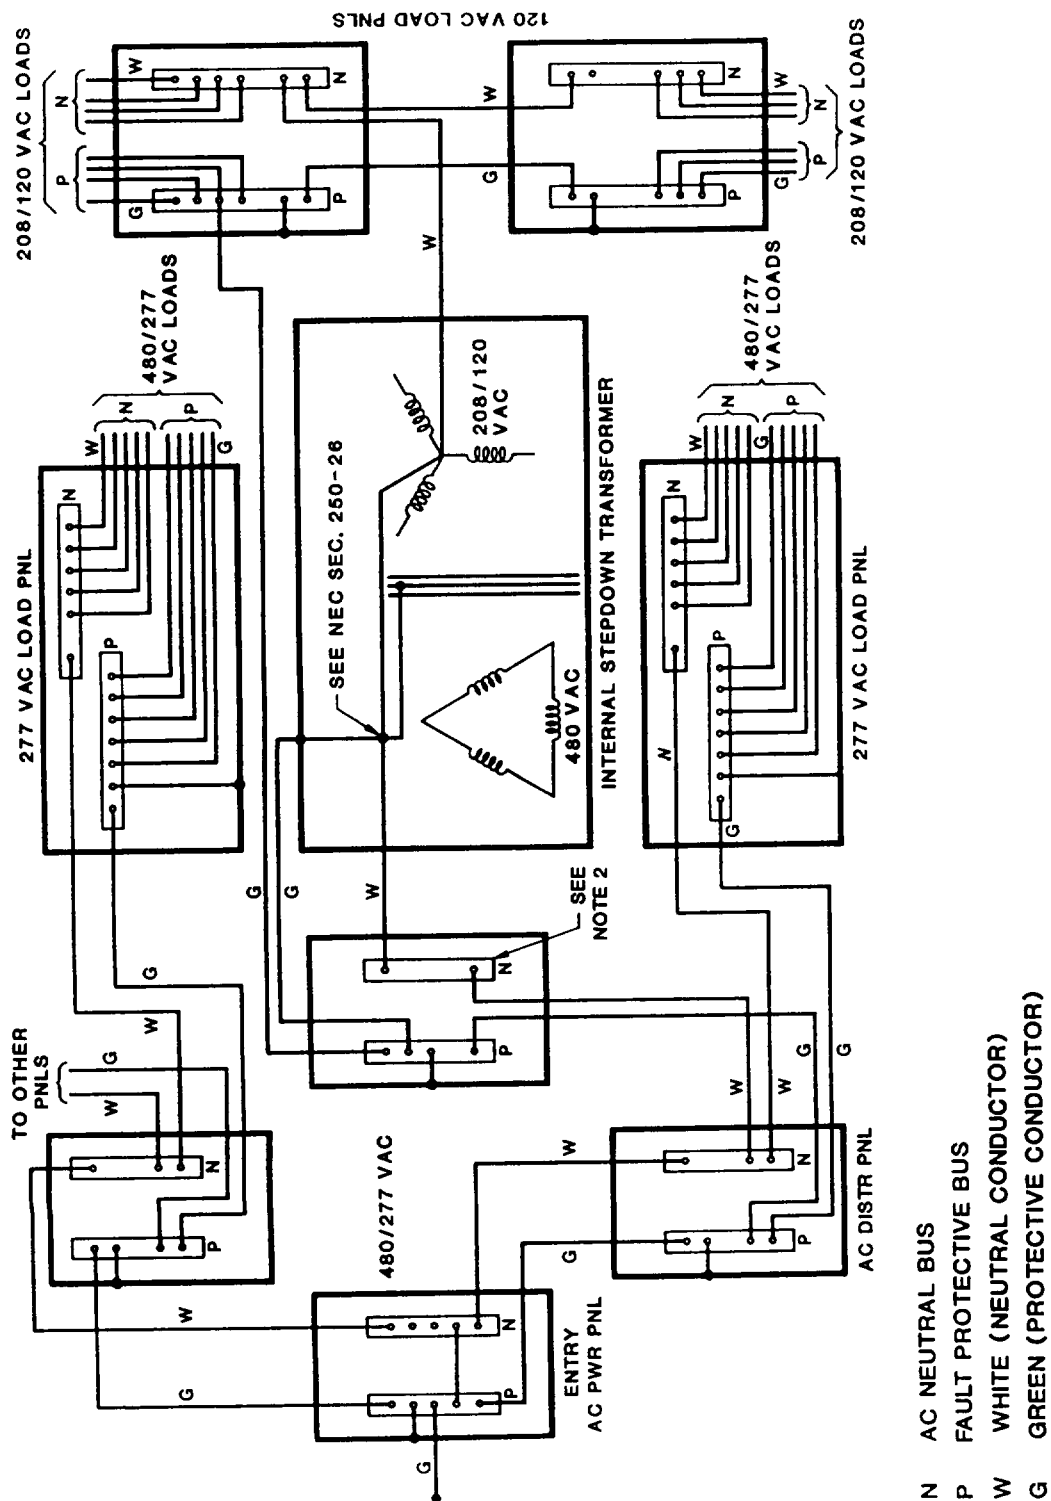 120 VAC LOAD PNLS
208/120 VAC LOADS
P
N
G
W
N
P
W
G
N
P
W
G
N
P
208/120 VAC LOADS
W
277 VAC LOAD PNL
N
P
W
N
P
G
480/277
VAC LOADS
SEE NEC SEC. 250-26
208/120
VAC
480 VAC
INTERNAL STEPDOWN TRANSFORMER
277 VAC LOAD PNL
N
P
W
N
G
P
480/277
VAC LOADS
N
G
TO OTHER
PNLS
W
G
W
G
N
P
G
G
W
SEE
NOTE 2
N
P
W
W
G
G
480/277 VAC
W
G
N
P
ENTRY
AC PWR PNL
G
W
G
N
P
AC DISTR PNL
N AC NEUTRAL BUS
P FAULT PROTECTIVE BUS
W WHITE (NEUTRAL CONDUCTOR)
G GREEN (PROTECTIVE CONDUCTOR)